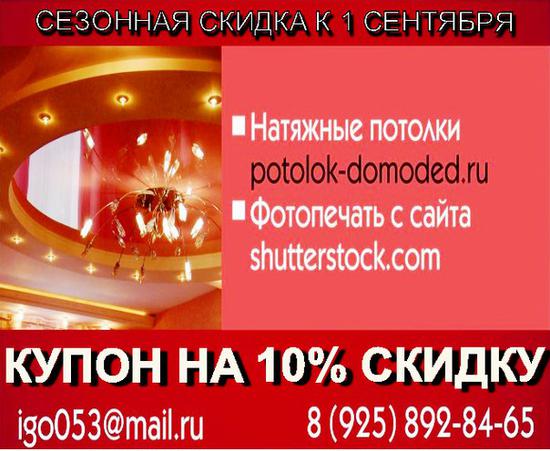 СЕЗОННАЯ СКИДКА К 1 СЕНТЯБРЯ
Натяжные потолки
potolok-domoded.ru
Фотопечать с сайта
shutterstock.com
КУПОН НА 10% СКИДКУ
igo053@mail.ru
8 (925) 892-84-65